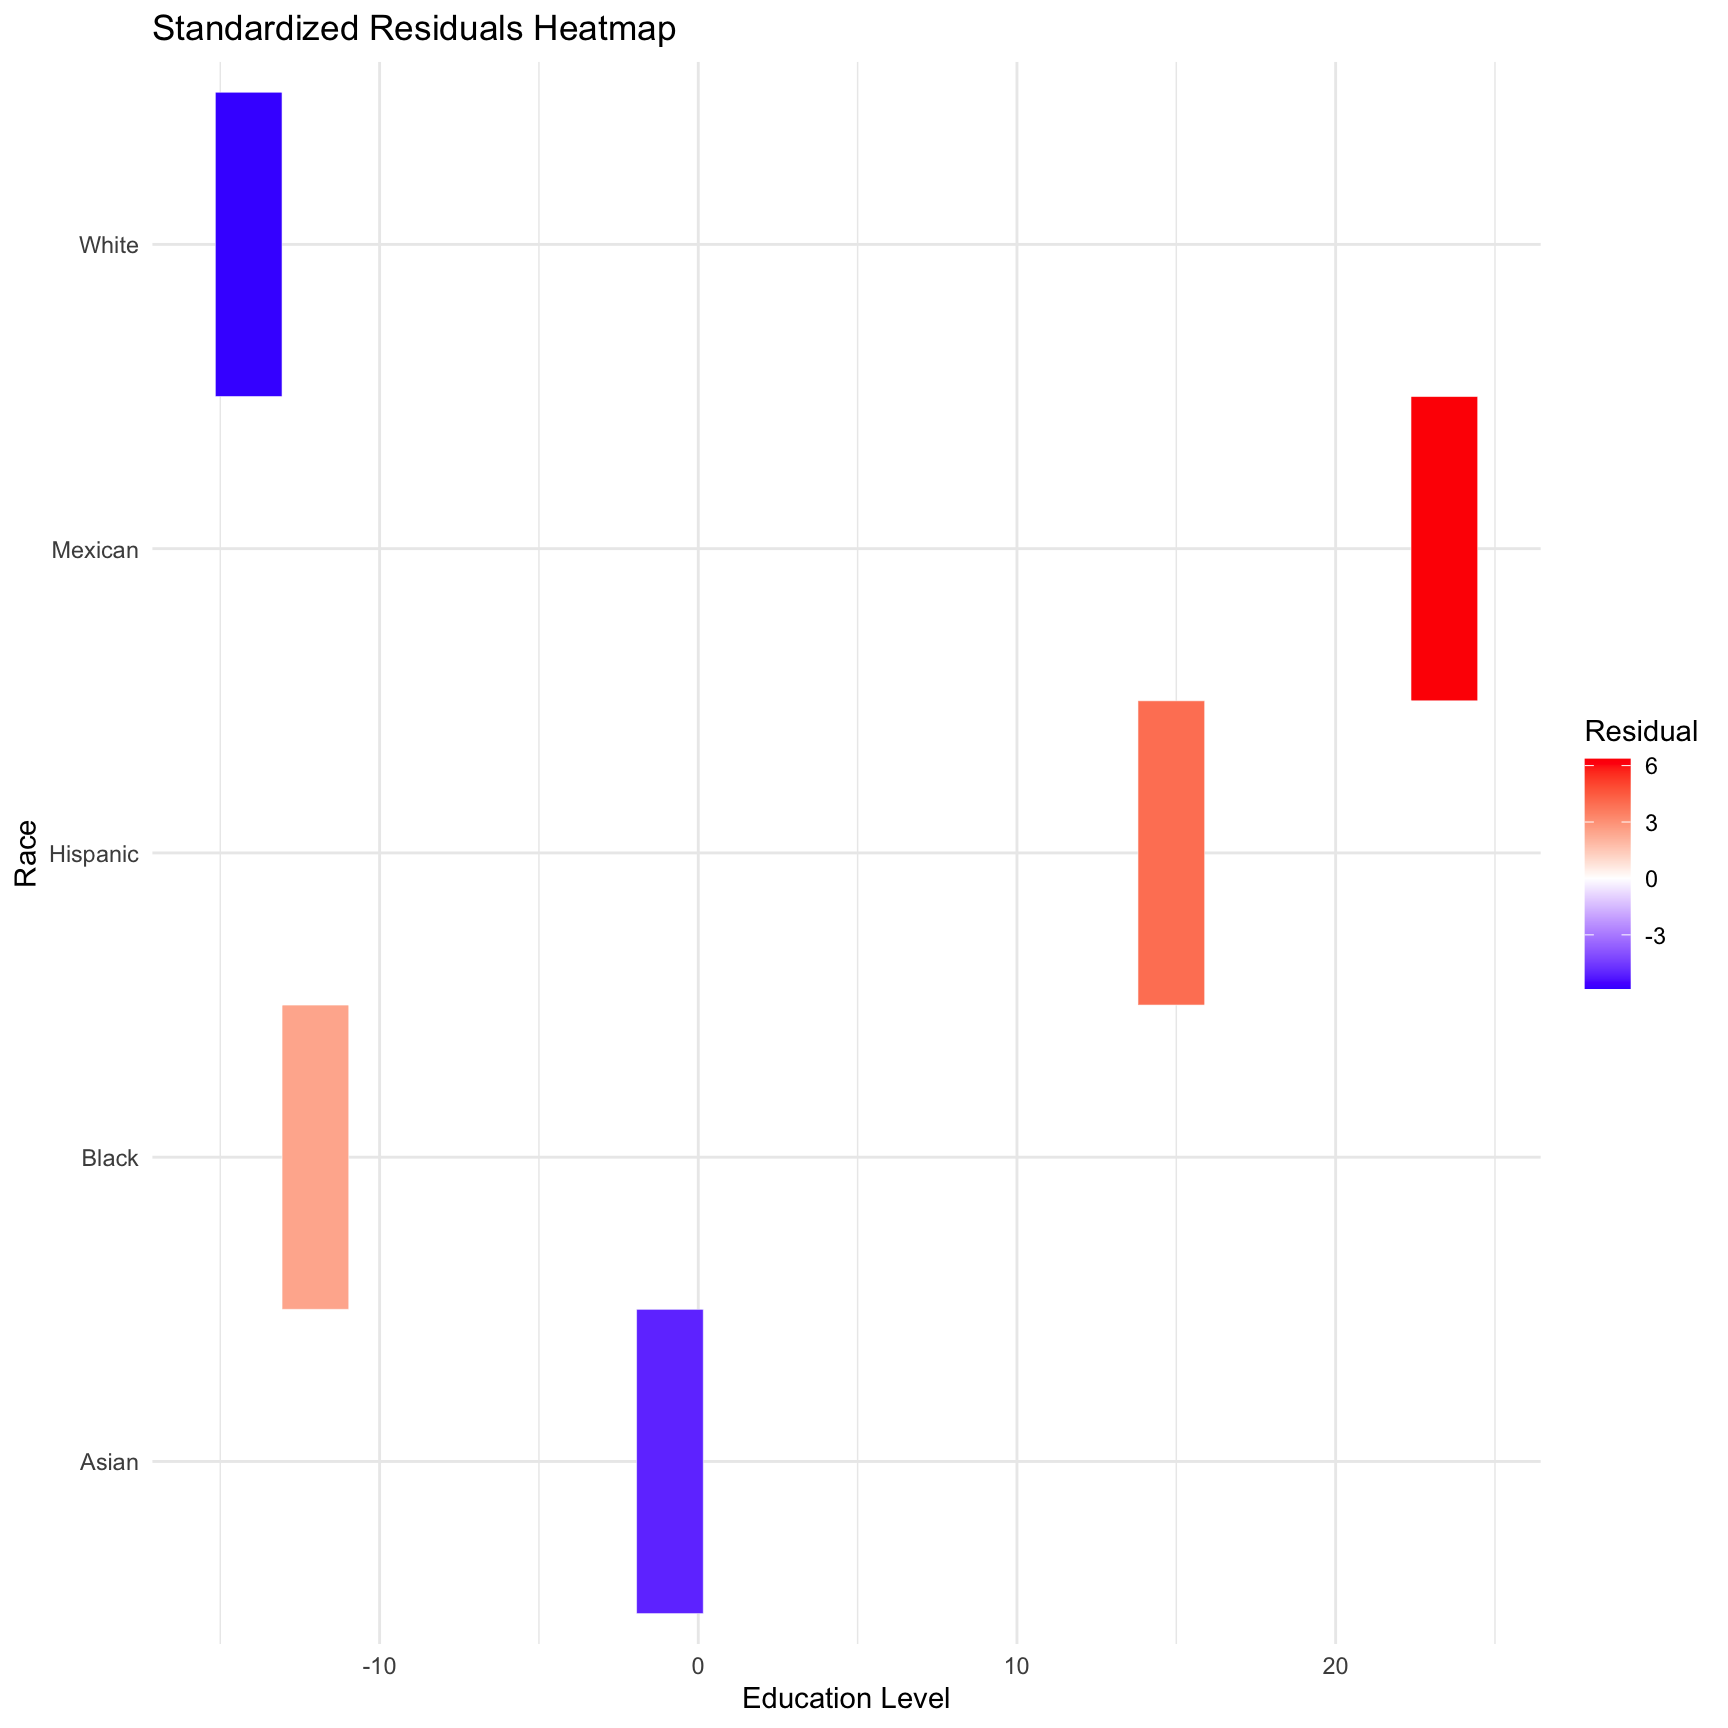 Standardized Residuals Heatmap
White
Mexican
Hispanic
Black
Asian
Race
-10
0
10
20
Education Level
Residual
6
3
0
-3